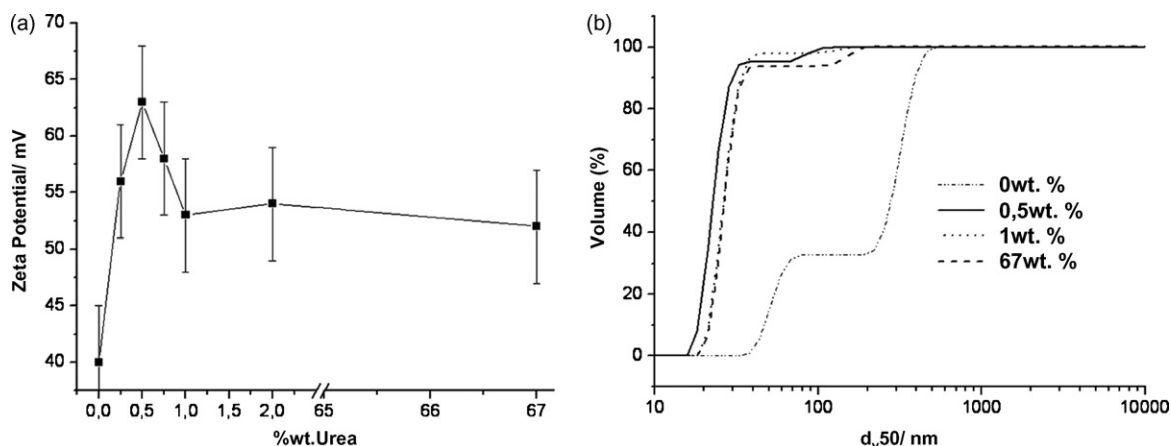 (a)
70
65
60
55
50
45
40
Zeta Potential/ mV
0,0 0,5 1,0 1,5 2,0 65 66 67
%wt.Urea
(b)
100
80
60
40
20
0
Volume (%)
0wt. %
0,5wt. %
1wt. %
67wt. %
10 100 1000 10000
dv50/ nm